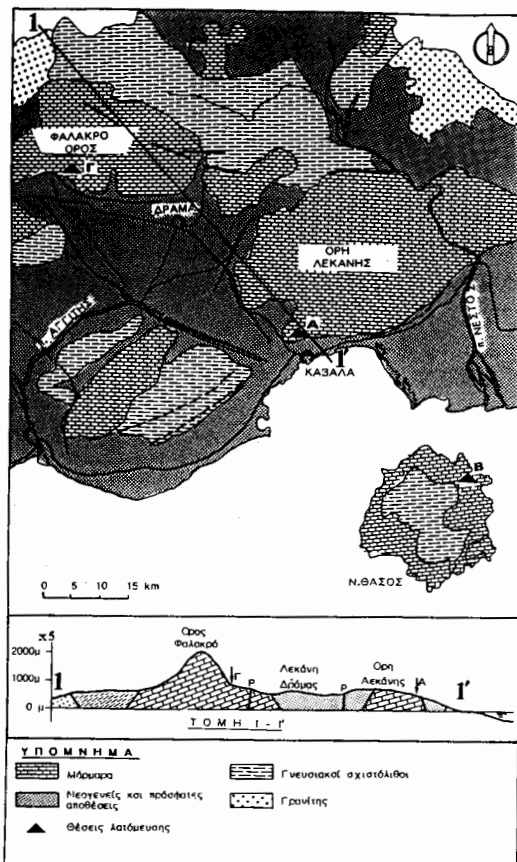 1
ΦΑΛΑΚΡΟ
ΟΡΟΣ
Γ
ΔΡΑΜΑ
ΟΡΗ
ΛΕΚΑΝΗΣ
π. ΑΓΓΙΤΗΣ
π. ΝΕΣΤΟΣ
Α
1'
ΚΑΒΑΛΑ
Β
Ν.ΘΑΣΟΣ
0 5 10 15 km
x5
Ορος
Φαλακρό
2000μ
1000μ
0 μ
1
Γ
Ρ
Λεκάνη
Δράμας
Ρ
Ορη
Λεκάνης
Α
1'
ΤΟΜΗ 1-1'
ΥΠΟΜΝΗΜΑ
Μάρμαρα
Γνευσιακοί σχιστόλιθοι
Νεογενείς και πρόσφατες
αποθέσεις
Γρανίτης
Θέσεις λατόμευσης